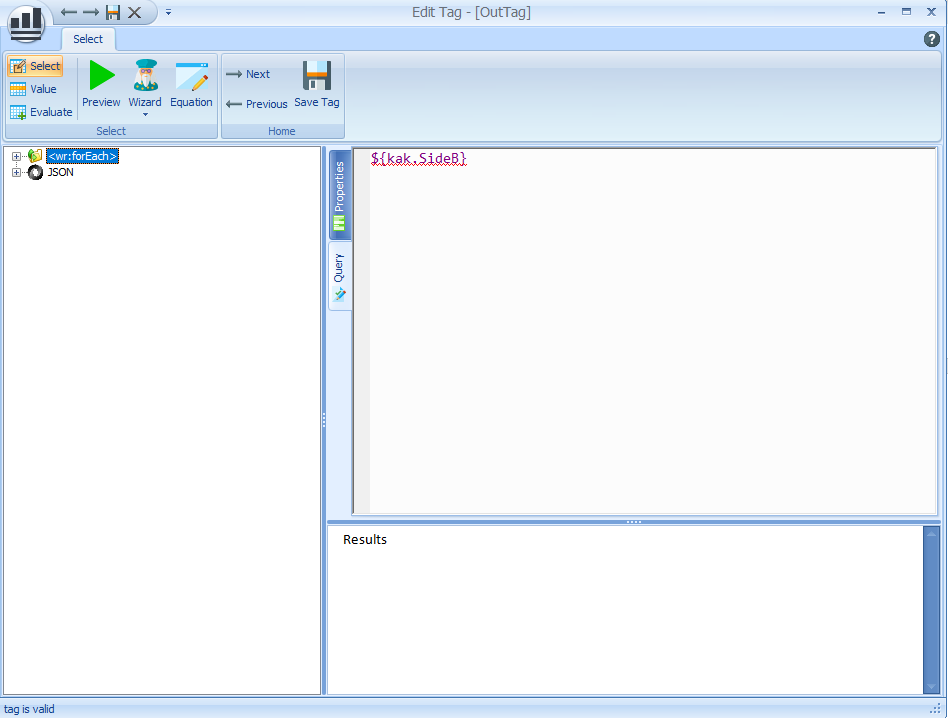 Edit Tag - [OutTag]
Select
Select
Value
Evaluate
Preview
Wizard
Equation
Select
Next
Previous
Save Tag
Home
<wr:forEach>
JSON
Properties
Query
${kak.SideB}
Results
tag is valid